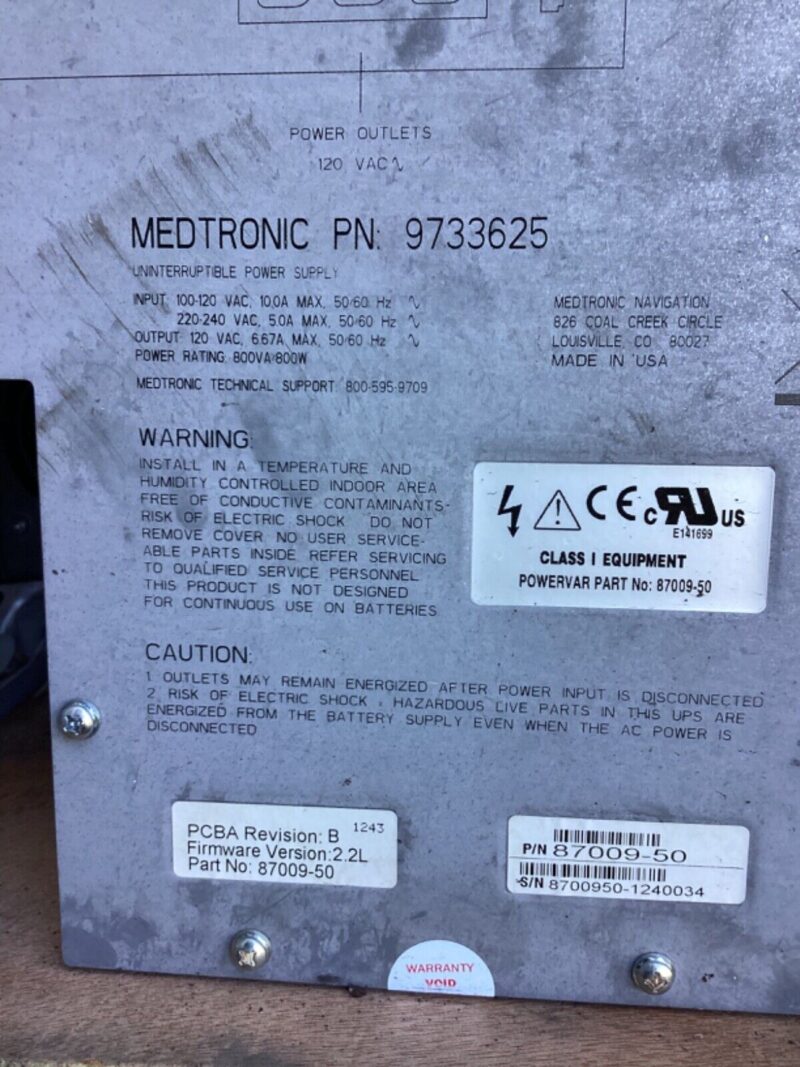 POWER OUTLETS
120 VAC ∿
MEDTRONIC PN: 9733625
UNINTERRUPTIBLE POWER SUPPLY
INPUT: 100-120 VAC, 10.0A MAX, 50/60 Hz ∿
220-240 VAC, 5.0A MAX, 50/60 Hz ∿
OUTPUT: 120 VAC, 6.67A MAX, 50/60 Hz ∿
POWER RATING: 800VA/800W
MEDTRONIC TECHNICAL SUPPORT: 800-595-9709
MEDTRONIC NAVIGATION
826 COAL CREEK CIRCLE
LOUISVILLE, CO 80027
MADE IN USA
WARNING:
INSTALL IN A TEMPERATURE AND
HUMIDITY CONTROLLED INDOOR AREA
FREE OF CONDUCTIVE CONTAMINANTS-
RISK OF ELECTRIC SHOCK DO NOT
REMOVE COVER NO USER SERVICE-
ABLE PARTS INSIDE REFER SERVICING
TO QUALIFIED SERVICE PERSONNEL
THIS PRODUCT IS NOT DESIGNED
FOR CONTINUOUS USE ON BATTERIES
CE c RU US
E141699
CLASS I EQUIPMENT
POWERVAR PART No: 87009-50
CAUTION:
1. OUTLETS MAY REMAIN ENERGIZED AFTER POWER INPUT IS DISCONNECTED
2. RISK OF ELECTRIC SHOCK, HAZARDOUS LIVE PARTS IN THIS UPS ARE
ENERGIZED FROM THE BATTERY SUPPLY EVEN WHEN THE AC POWER IS
DISCONNECTED
PCBA Revision: B 1243
Firmware Version:2.2L
Part No: 87009-50
P/N 87009-50
S/N 8700950-1240034
WARRANTY
VOID